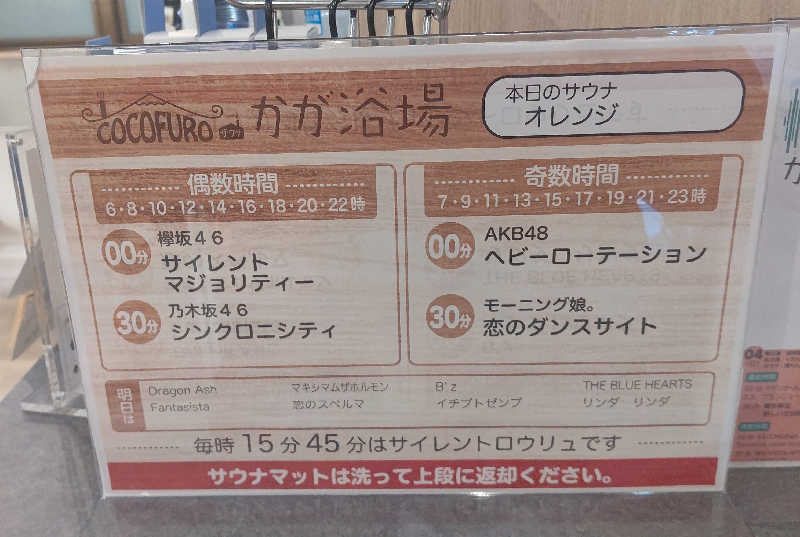 COCOFURO かが浴場
本日のサウナ
オレンジ
偶数時間
6・8・10・12・14・16・18・20・22時
00分
欅坂46
サイレント
マジョリティー
30分
乃木坂46
シンクロニシティ
奇数時間
7・9・11・13・15・17・19・21・23時
00分
AKB48
ヘビーローテーション
30分
モーニング娘。
恋のダンスサイト
明日は
Dragon Ash
Fantasista
マキシマムザホルモン
恋のスペルマ
B'z
イチブトゼンブ
THE BLUE HEARTS
リンダ リンダ
毎時15分45分はサイレントロウリュです
サウナマットは洗って上段に返却ください。
04